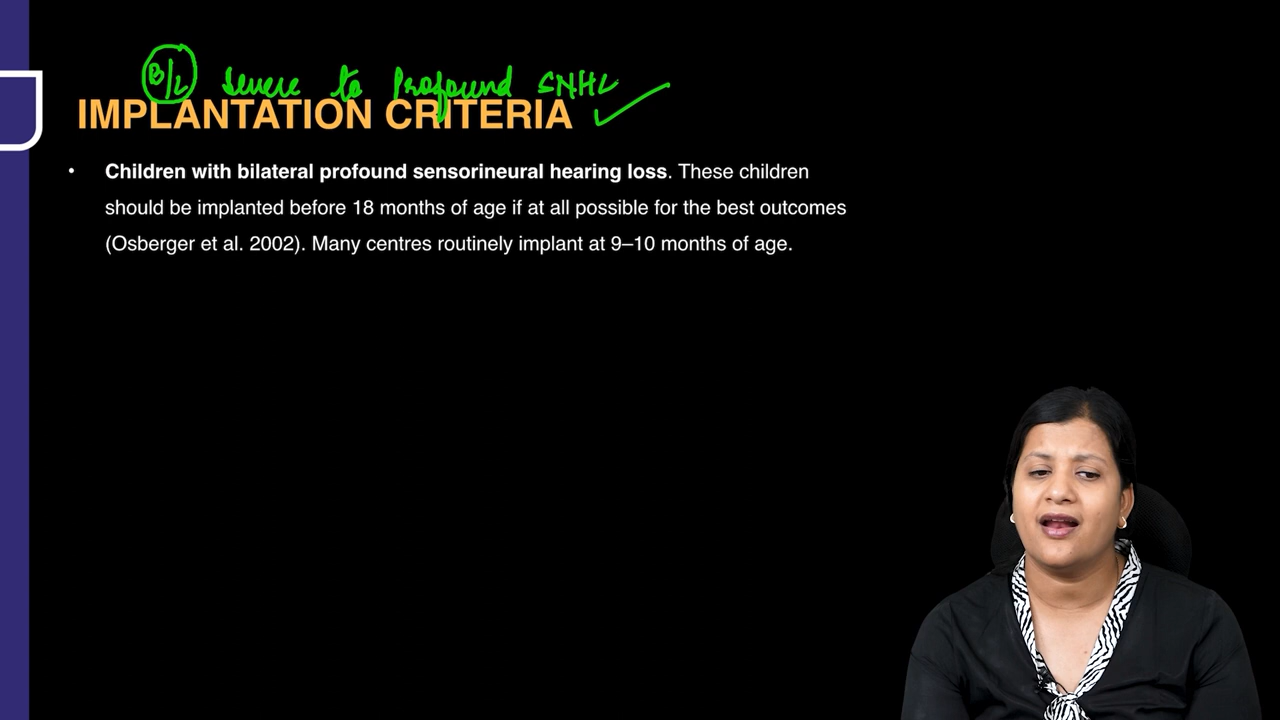 B/L severe to Profound SNHL
IMPLANTATION CRITERIA
• Children with bilateral profound sensorineural hearing loss. These children
should be implanted before 18 months of age if at all possible for the best outcomes
(Osberger et al. 2002). Many centres routinely implant at 9–10 months of age.